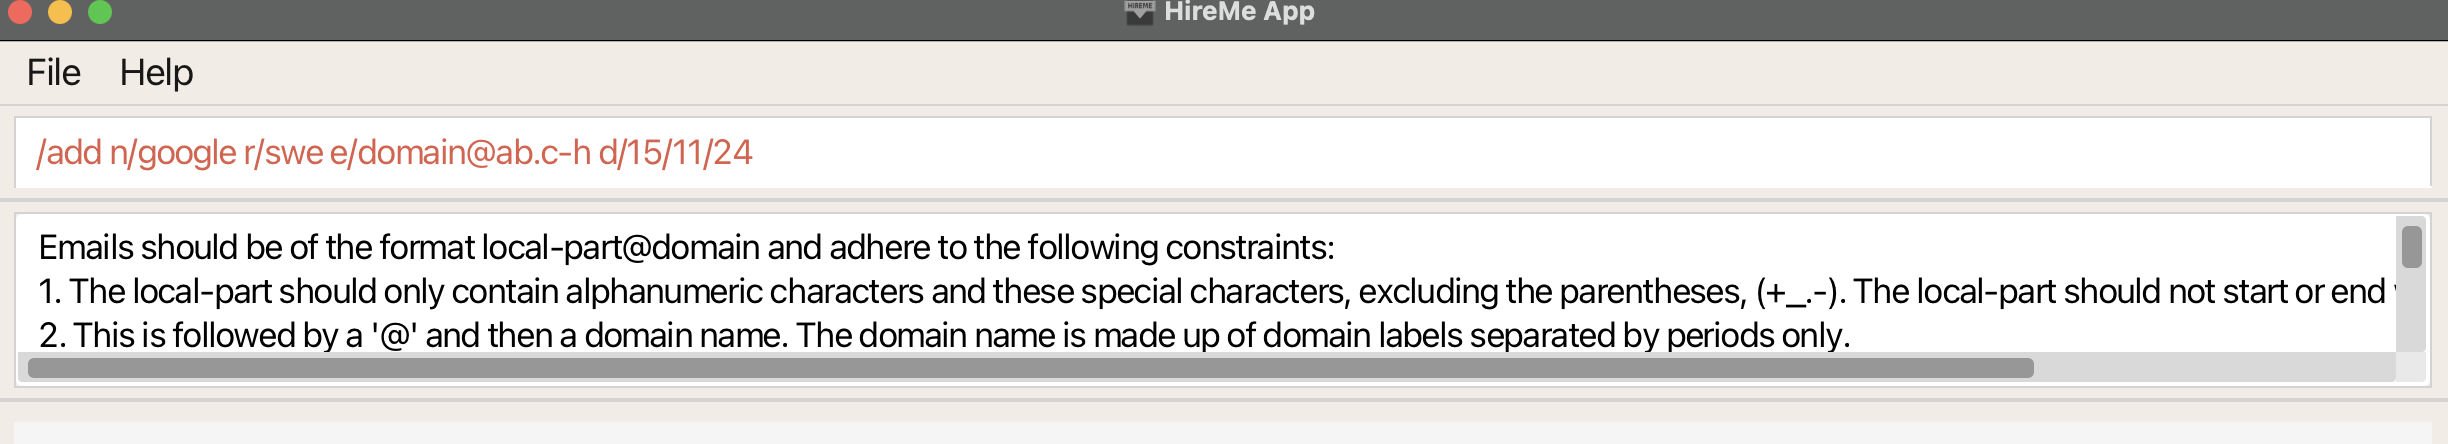 HIREME HireMe App
File Help
/add n/google r/swe e/domain@ab.c-h d/15/11/24
Emails should be of the format local-part@domain and adhere to the following constraints:
1. The local-part should only contain alphanumeric characters and these special characters, excluding the parentheses, (+_.-). The local-part should not start or end
2. This is followed by a '@' and then a domain name. The domain name is made up of domain labels separated by periods only.